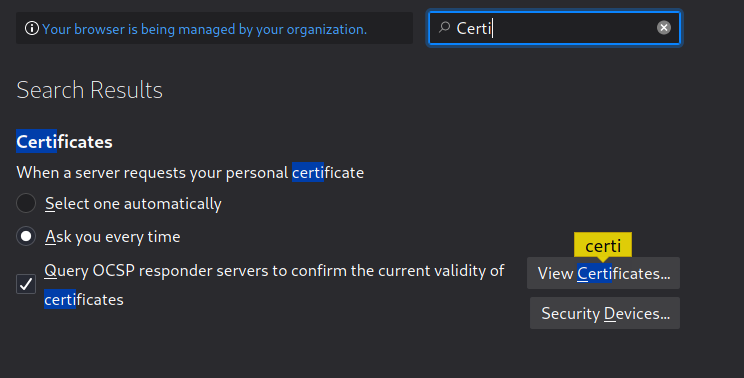 Your browser is being managed by your organization.
Certi
Search Results
Certificates
When a server requests your personal certificate
Select one automatically
Ask you every time
certi
Query OCSP responder servers to confirm the current validity of
certificates
View Certificates...
Security Devices...